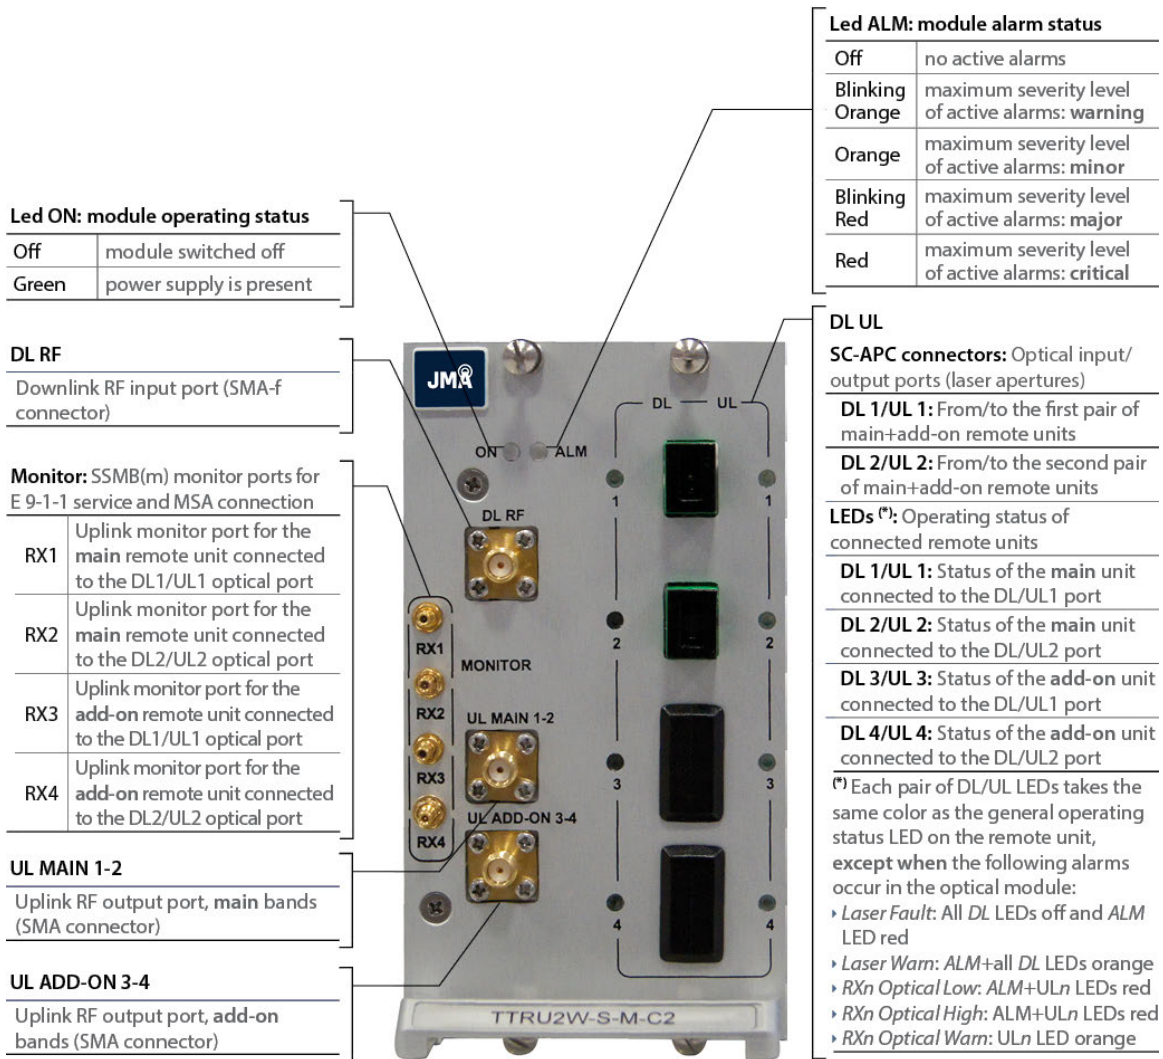 Led ALM: module alarm status
Off no active alarms
Blinking Orange maximum severity level
of active alarms: warning
Orange maximum severity level
of active alarms: minor
Blinking Red maximum severity level
of active alarms: major
Red maximum severity level
of active alarms: critical
Led ON: module operating status
Off module switched off
Green power supply is present
DL RF
Downlink RF input port (SMA-f
connector)
Monitor: SSMB(m) monitor ports for
E 9-1-1 service and MSA connection
RX1 Uplink monitor port for the
main remote unit connected
to the DL1/UL1 optical port
RX2 Uplink monitor port for the
main remote unit connected
to the DL2/UL2 optical port
RX3 Uplink monitor port for the
add-on remote unit connected
to the DL1/UL1 optical port
RX4 Uplink monitor port for the
add-on remote unit connected
to the DL2/UL2 optical port
UL MAIN 1-2
Uplink RF output port, main bands
(SMA connector)
UL ADD-ON 3-4
Uplink RF output port, add-on
bands (SMA connector)
JMA
DL UL
ON ALM
1 1
DL RF
2 2
RX1
MONITOR
RX2
UL MAIN 1-2
RX3
3 3
UL ADD-ON 3-4
RX4
4 4
TTRU2W-S-M-C2
DL UL
SC-APC connectors: Optical input/
output ports (laser apertures)
DL 1/UL 1: From/to the first pair of
main+add-on remote units
DL 2/UL 2: From/to the second pair
of main+add-on remote units
LEDs (*): Operating status of
connected remote units
DL 1/UL 1: Status of the main unit
connected to the DL/UL1 port
DL 2/UL 2: Status of the main unit
connected to the DL/UL2 port
DL 3/UL 3: Status of the add-on unit
connected to the DL/UL1 port
DL 4/UL 4: Status of the add-on unit
connected to the DL/UL2 port
(*) Each pair of DL/UL LEDs takes the
same color as the general operating
status LED on the remote unit,
except when the following alarms
occur in the optical module:
‣ Laser Fault: All DL LEDs off and ALM
LED red
‣ Laser Warn: ALM+all DL LEDs orange
‣ RXn Optical Low: ALM+ULn LEDs red
‣ RXn Optical High: ALM+ULn LEDs red
‣ RXn Optical Warn: ULn LED orange